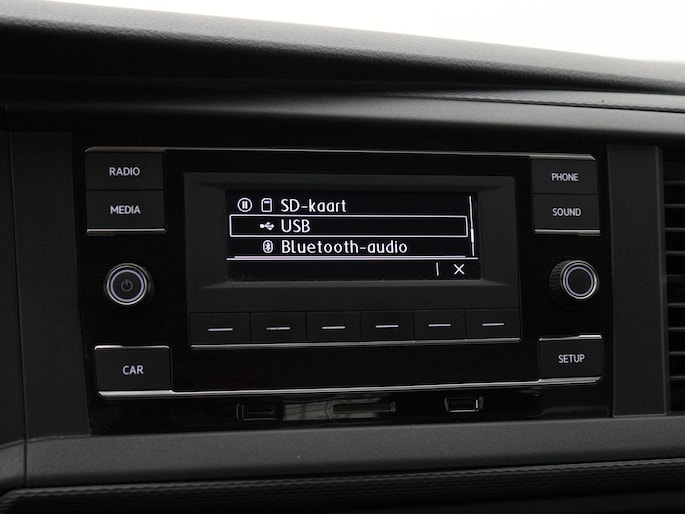 RADIO
MEDIA
SD-kaart
USB
Bluetooth-audio
PHONE
SOUND
CAR
SETUP